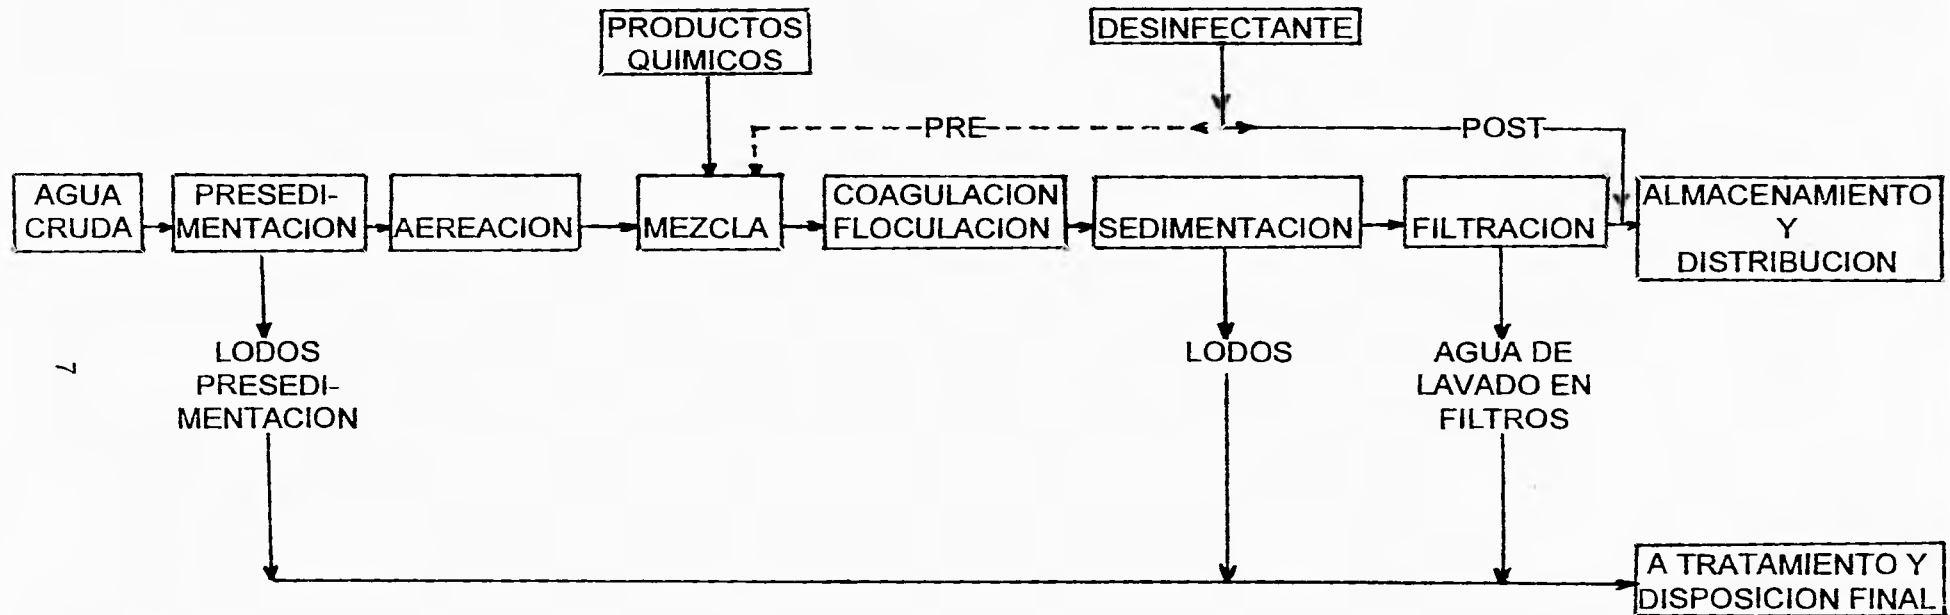 PRODUCTOS
QUIMICOS
DESINFECTANTE
PRE
POST
AGUA
CRUDA
PRESEDI-
MENTACION
AEREACION
MEZCLA
COAGULACION
FLOCULACION
SEDIMENTACION
FILTRACION
ALMACENAMIENTO
Y
DISTRIBUCION
LODOS
PRESEDI-
MENTACION
LODOS
AGUA DE
LAVADO EN
FILTROS
7
A TRATAMIENTO Y
DISPOSICION FINAL